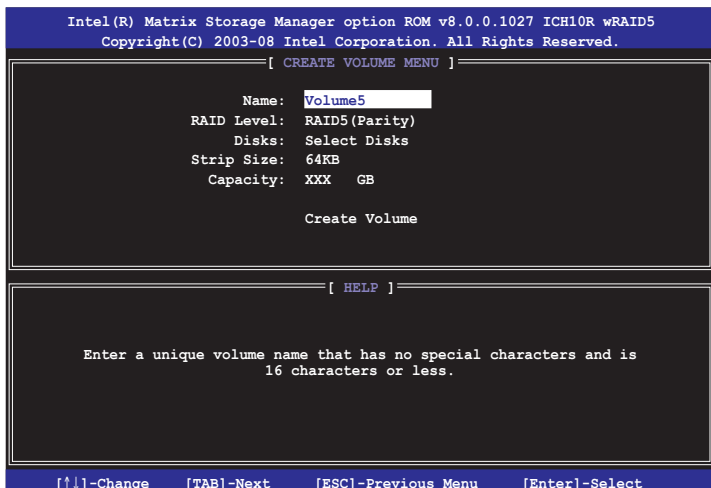 Intel(R) Matrix Storage Manager option ROM v8.0.0.1027 ICH10R wRAID5
Copyright(C) 2003-08 Intel Corporation. All Rights Reserved.
[ CREATE VOLUME MENU ]
Name: Volume5
RAID Level: RAID5(Parity)
Disks: Select Disks
Strip Size: 64KB
Capacity: XXX GB
Create Volume
[ HELP ]
Enter a unique volume name that has no special characters and is
16 characters or less.
[↑↓]-Change [TAB]-Next [ESC]-Previous Menu [Enter]-Select